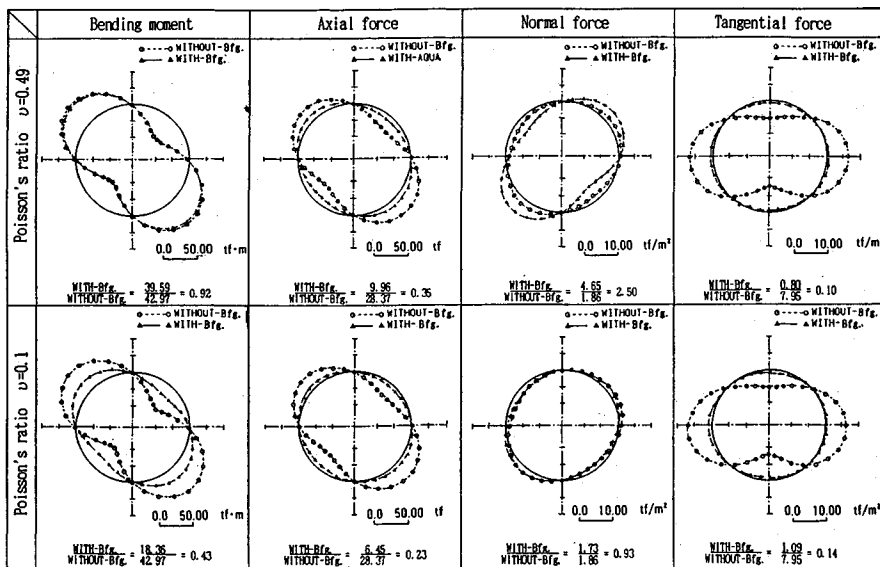 Bending moment Axial force Normal force Tangential force
Poisson's ratio ν=0.49
WITHOUT-Bfg.
WITH-Bfg.
0.0 50.00 tf·m
WITH-Bfg. / WITHOUT-Bfg. = 39.59 / 42.97 = 0.92
WITHOUT-Bfg.
WITH-AQUA
0.0 50.00 tf
WITH-Bfg. / WITHOUT-Bfg. = 9.96 / 28.37 = 0.35
WITHOUT-Bfg.
WITH-Bfg.
0.0 10.00 tf/m²
WITH-Bfg. / WITHOUT-Bfg. = 4.65 / 1.86 = 2.50
WITHOUT-Bfg.
WITH-Bfg.
0.0 10.00 tf/m²
WITH-Bfg. / WITHOUT-Bfg. = 0.80 / 7.95 = 0.10
Poisson's ratio ν=0.1
WITHOUT-Bfg.
WITH-Bfg.
0.0 50.00 tf·m
WITH-Bfg. / WITHOUT-Bfg. = 18.36 / 42.97 = 0.43
WITHOUT-Bfg.
WITH-Bfg.
0.0 50.00 tf
WITH-Bfg. / WITHOUT-Bfg. = 6.45 / 28.37 = 0.23
WITHOUT-Bfg.
WITH-Bfg.
0.0 10.00 tf/m²
WITH-Bfg. / WITHOUT-Bfg. = 1.73 / 1.86 = 0.93
WITHOUT-Bfg.
WITH-Bfg.
0.0 10.00 tf/m²
WITH-Bfg. / WITHOUT-Bfg. = 1.09 / 7.95 = 0.14